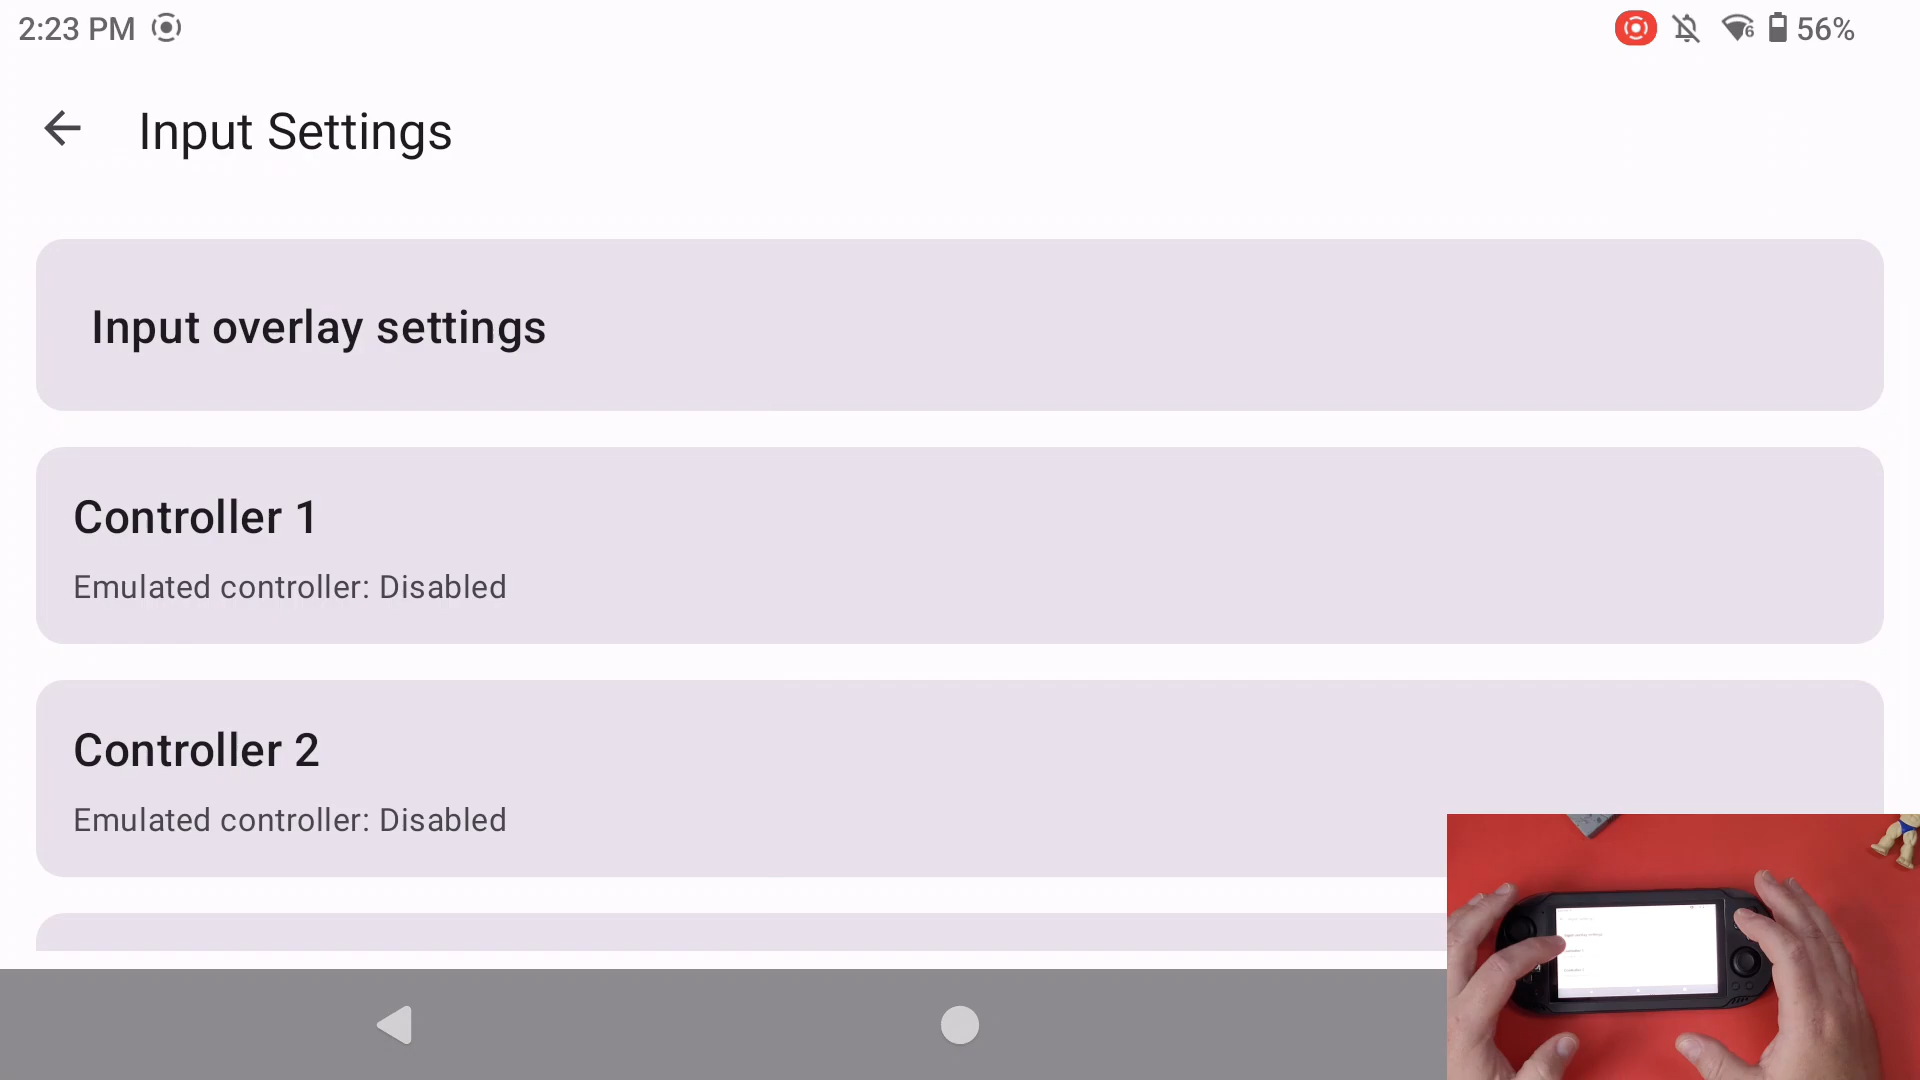 2:23 PM
6 56%
Input Settings
Input overlay settings
Controller 1
Emulated controller: Disabled
Controller 2
Emulated controller: Disabled